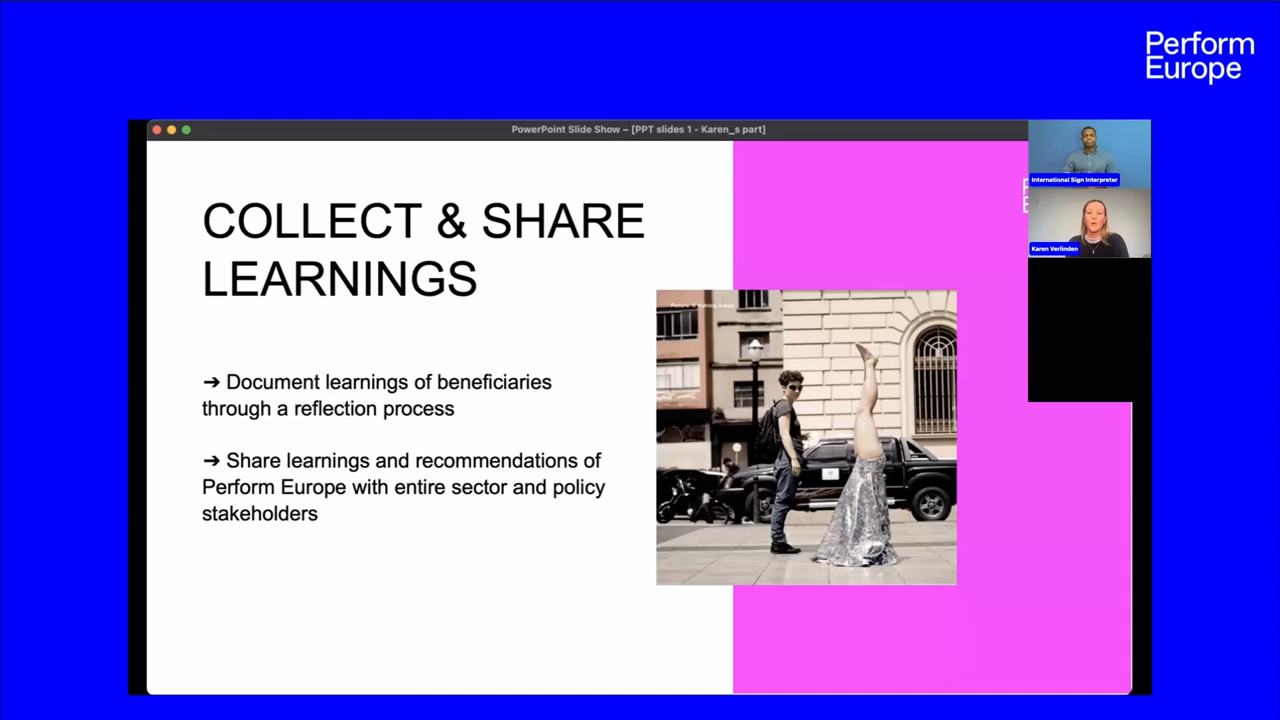 Perform
Europe
PowerPoint Slide Show – [PPT slides 1 - Karen_s part]
International Sign Interpreter
Karen Verlinden
COLLECT & SHARE
LEARNINGS
➔ Document learnings of beneficiaries
through a reflection process
➔ Share learnings and recommendations of
Perform Europe with entire sector and policy
stakeholders